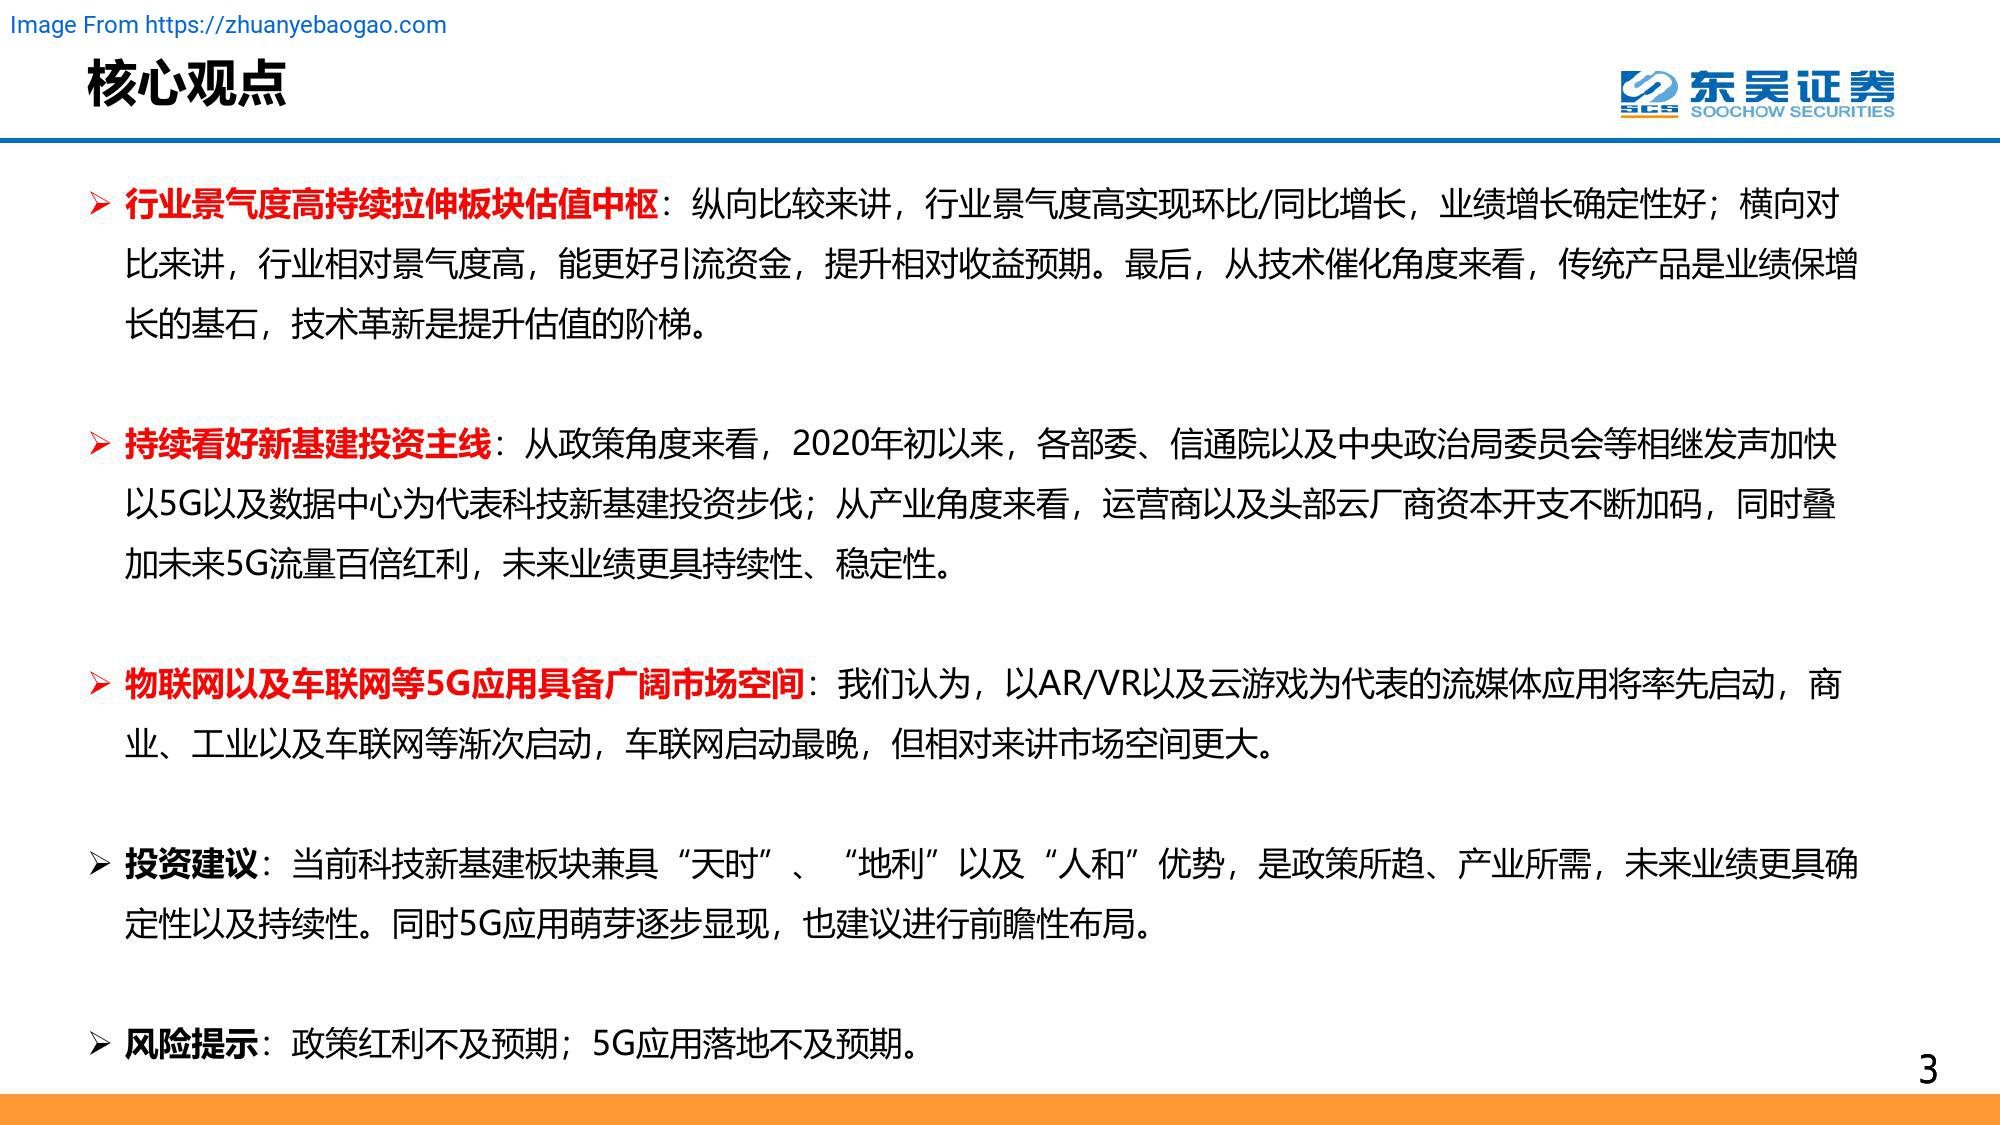 Image From https://zhuanyebaogao.com
核心观点
SCS
东吴证券
SOOCHOW SECURITIES
➢ 行业景气度高持续拉伸板块估值中枢：纵向比较来讲，行业景气度高实现环比/同比增长，业绩增长确定性好；横向对
比来讲，行业相对景气度高，能更好引流资金，提升相对收益预期。最后，从技术催化角度来看，传统产品是业绩保增
长的基石，技术革新是提升估值的阶梯。
➢ 持续看好新基建投资主线：从政策角度来看，2020年初以来，各部委、信通院以及中央政治局委员会等相继发声加快
以5G以及数据中心为代表科技新基建投资步伐；从产业角度来看，运营商以及头部云厂商资本开支不断加码，同时叠
加未来5G流量百倍红利，未来业绩更具持续性、稳定性。
➢ 物联网以及车联网等5G应用具备广阔市场空间：我们认为，以AR/VR以及云游戏为代表的流媒体应用将率先启动，商
业、工业以及车联网等渐次启动，车联网启动最晚，但相对来讲市场空间更大。
➢ 投资建议：当前科技新基建板块兼具“天时”、“地利”以及“人和”优势，是政策所趋、产业所需，未来业绩更具确
定性以及持续性。同时5G应用萌芽逐步显现，也建议进行前瞻性布局。
➢ 风险提示：政策红利不及预期；5G应用落地不及预期。
3